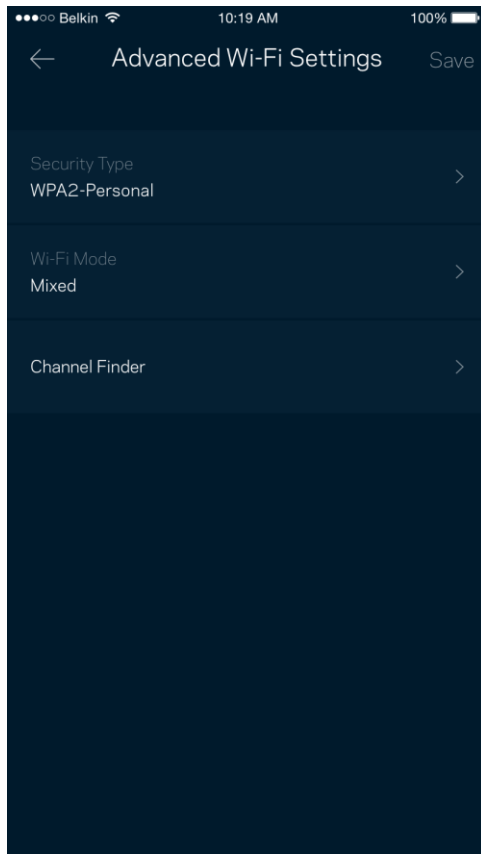 Belkin 10:19 AM 100%
Advanced Wi-Fi Settings Save
Security Type
WPA2-Personal
Wi-Fi Mode
Mixed
Channel Finder